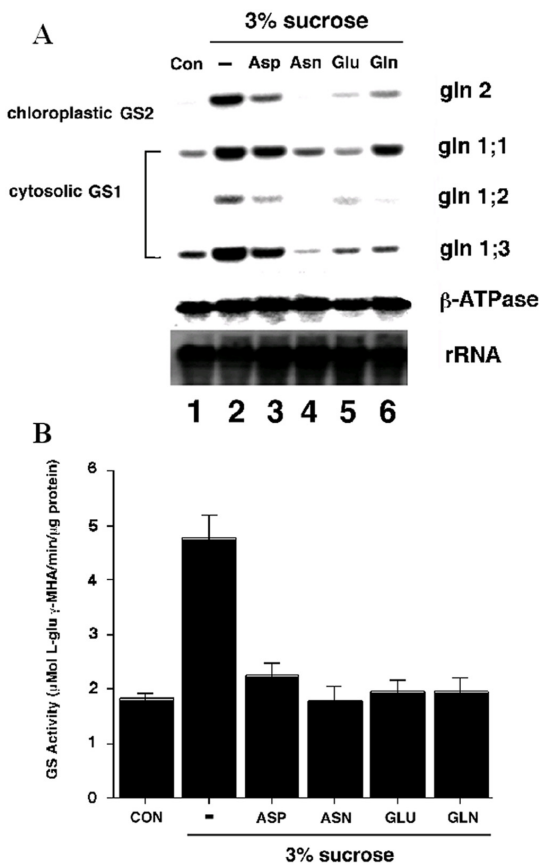 A
3% sucrose
Con – Asp Asn Glu Gln
chloroplastic GS2
gln 2
gln 1;1
cytosolic GS1
gln 1;2
gln 1;3
β-ATPase
rRNA
1 2 3 4 5 6
B
GS Activity (μMol L-glu γ-MHA/min/μg protein)
6
5
4
3
2
1
0
CON - ASP ASN GLU GLN
3% sucrose